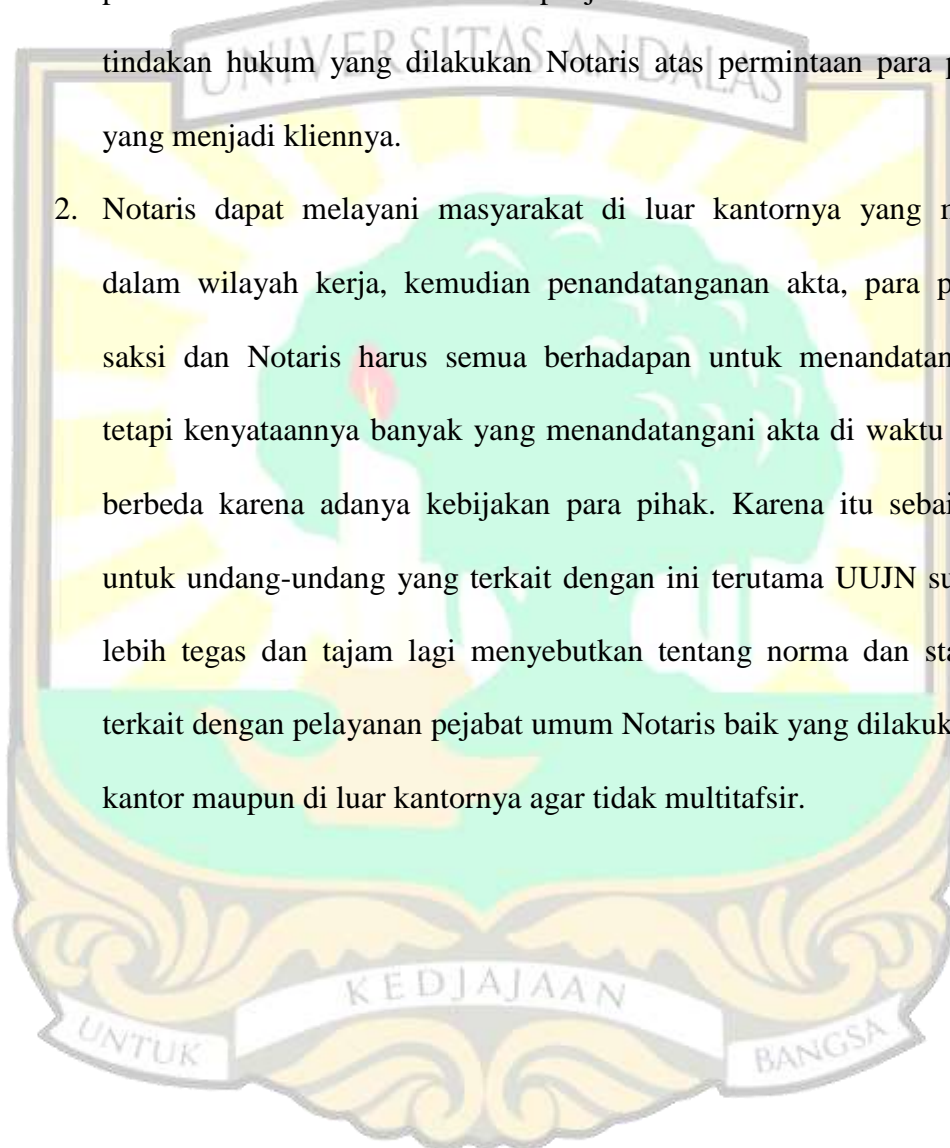 UNIVERSITAS ANDALAS
tindakan hukum yang dilakukan Notaris atas permintaan para p
yang menjadi kliennya.
2. Notaris dapat melayani masyarakat di luar kantornya yang
dalam wilayah kerja, kemudian penandatanganan akta, para p
saksi dan Notaris harus semua berhadapan untuk menandatan
tetapi kenyataannya banyak yang menandatangani akta di waktu
berbeda karena adanya kebijakan para pihak. Karena itu sebai
untuk undang-undang yang terkait dengan ini terutama UUJN su
lebih tegas dan tajam lagi menyebutkan tentang norma dan sta
terkait dengan pelayanan pejabat umum Notaris baik yang dilakuk
kantor maupun di luar kantornya agar tidak multitafsir.
KEDJAJAAN
UNTUK BANGSA